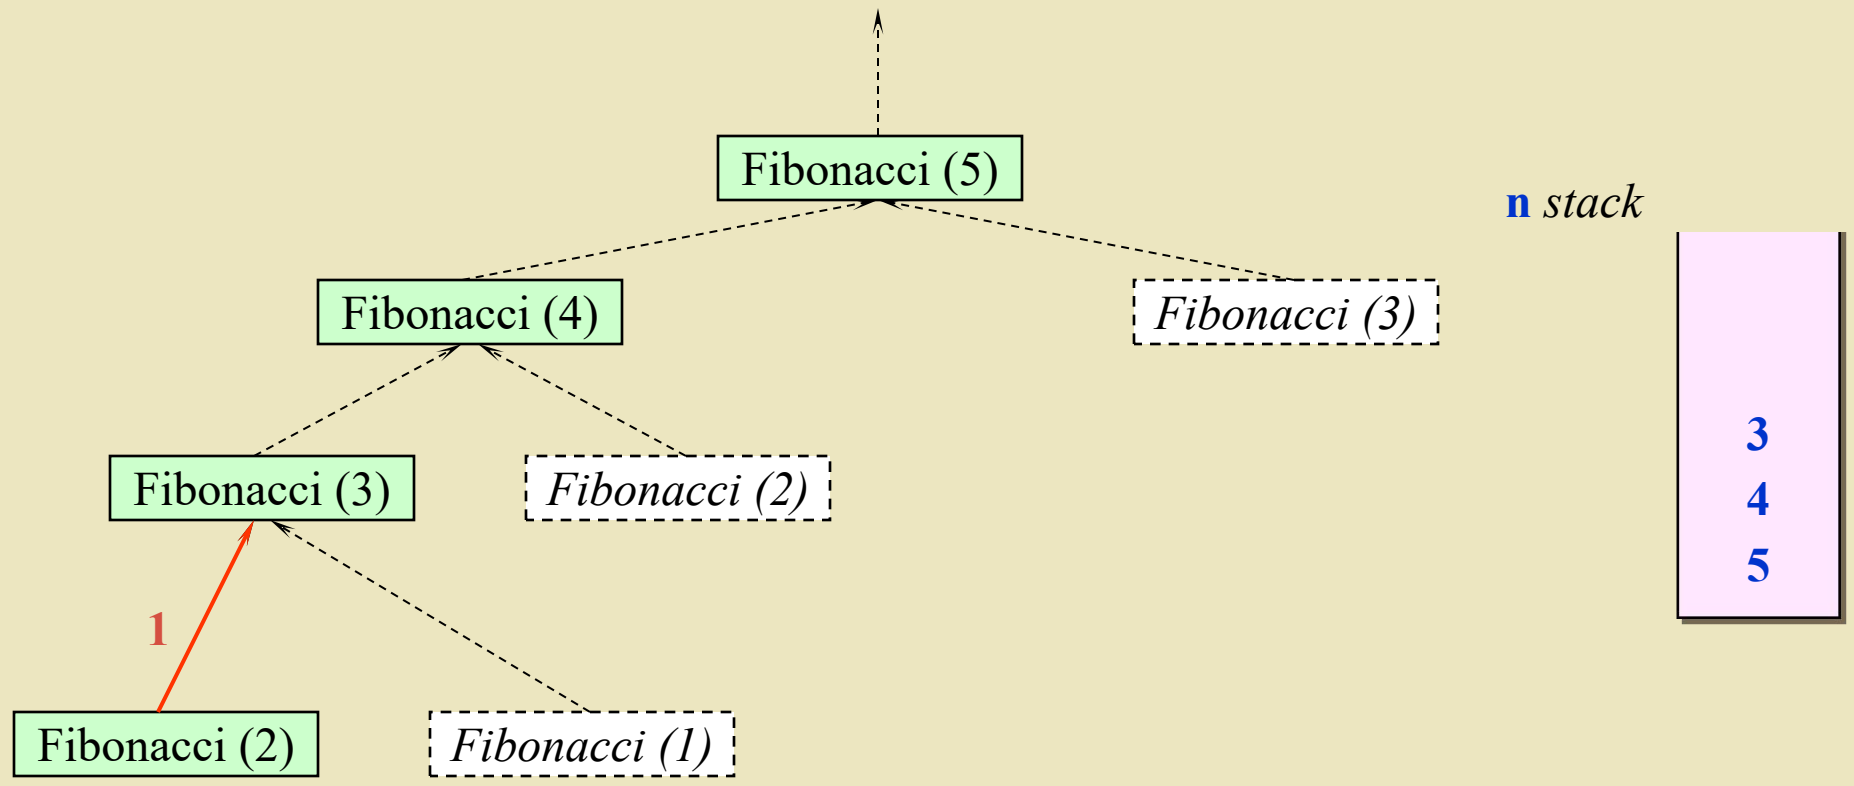 Fibonacci (5)
n stack
Fibonacci (4)
Fibonacci (3)
3
Fibonacci (3)
Fibonacci (2)
4
5
1
Fibonacci (2)
Fibonacci (1)